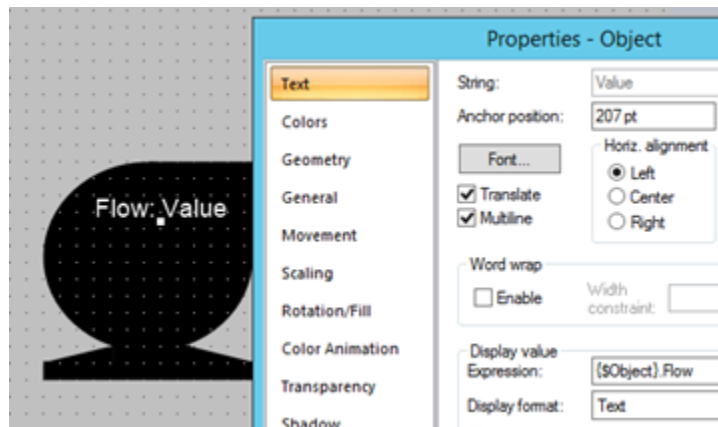 Properties - Object
Text
Colors
Geometry
General
Movement
Scaling
Rotation/Fill
Color Animation
Transparency
Shadow
String:
Value
Anchor position:
207 pt
Font...
Horiz. alignment
Left
Center
Right
Translate
Multiline
Word wrap
Enable
Width
constraint:
Display value
Expression:
{$Object}.Flow
Display format:
Text
Flow: Value